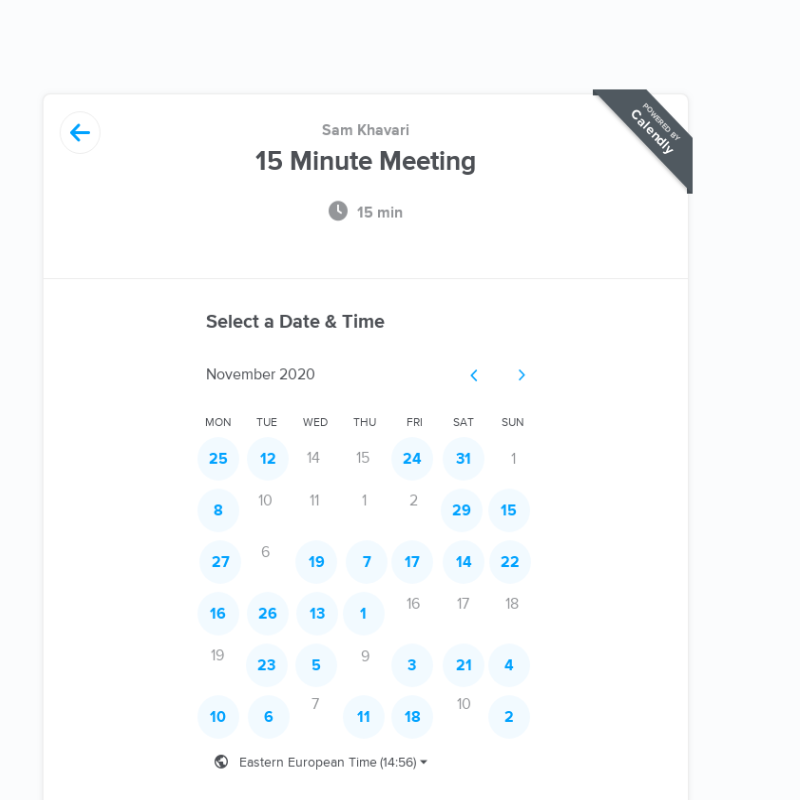 POWERED BY
Calendly
Sam Khavari
15 Minute Meeting
15 min
Select a Date & Time
November 2020
MON TUE WED THU FRI SAT SUN
25 12 14 15 24 31 1
8 10 11 1 2 29 15
27 6 19 7 17 14 22
16 26 13 1 16 17 18
19 23 5 9 3 21 4
10 6 7 11 18 10 2
Eastern European Time (14:56)